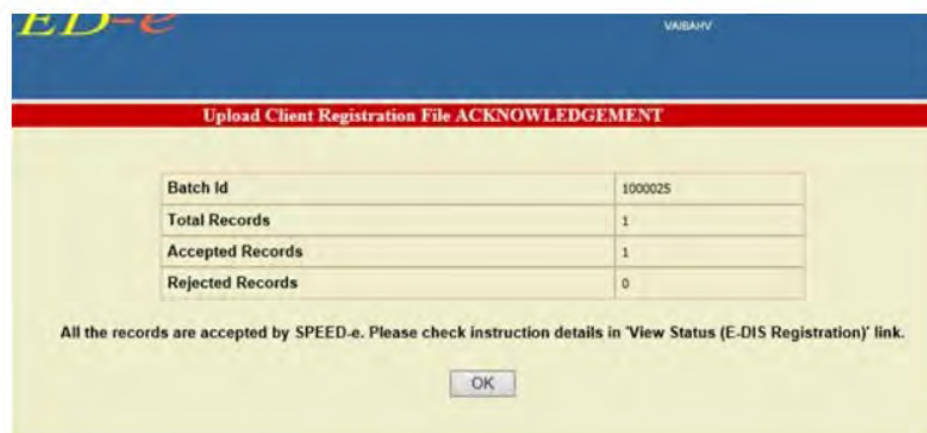 ED-e
VAIBAHV
Upload Client Registration File ACKNOWLEDGEMENT
Batch Id 1000025
Total Records 1
Accepted Records 1
Rejected Records 0
All the records are accepted by SPEED-e. Please check instruction details in 'View Status (E-DIS Registration)' link.
OK